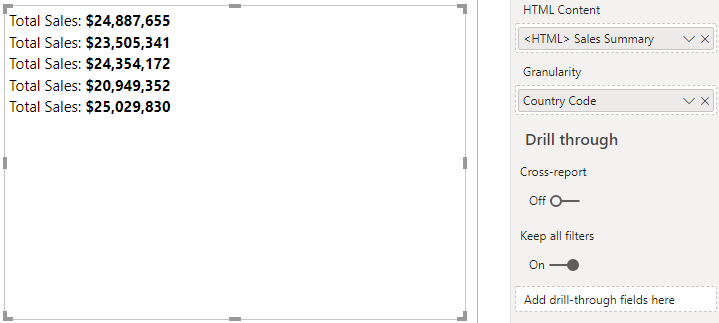 Total Sales: $24,887,655
Total Sales: $23,505,341
Total Sales: $24,354,172
Total Sales: $20,949,352
Total Sales: $25,029,830
HTML Content
<HTML> Sales Summary
Granularity
Country Code
Drill through
Cross-report
Off
Keep all filters
On
Add drill-through fields here